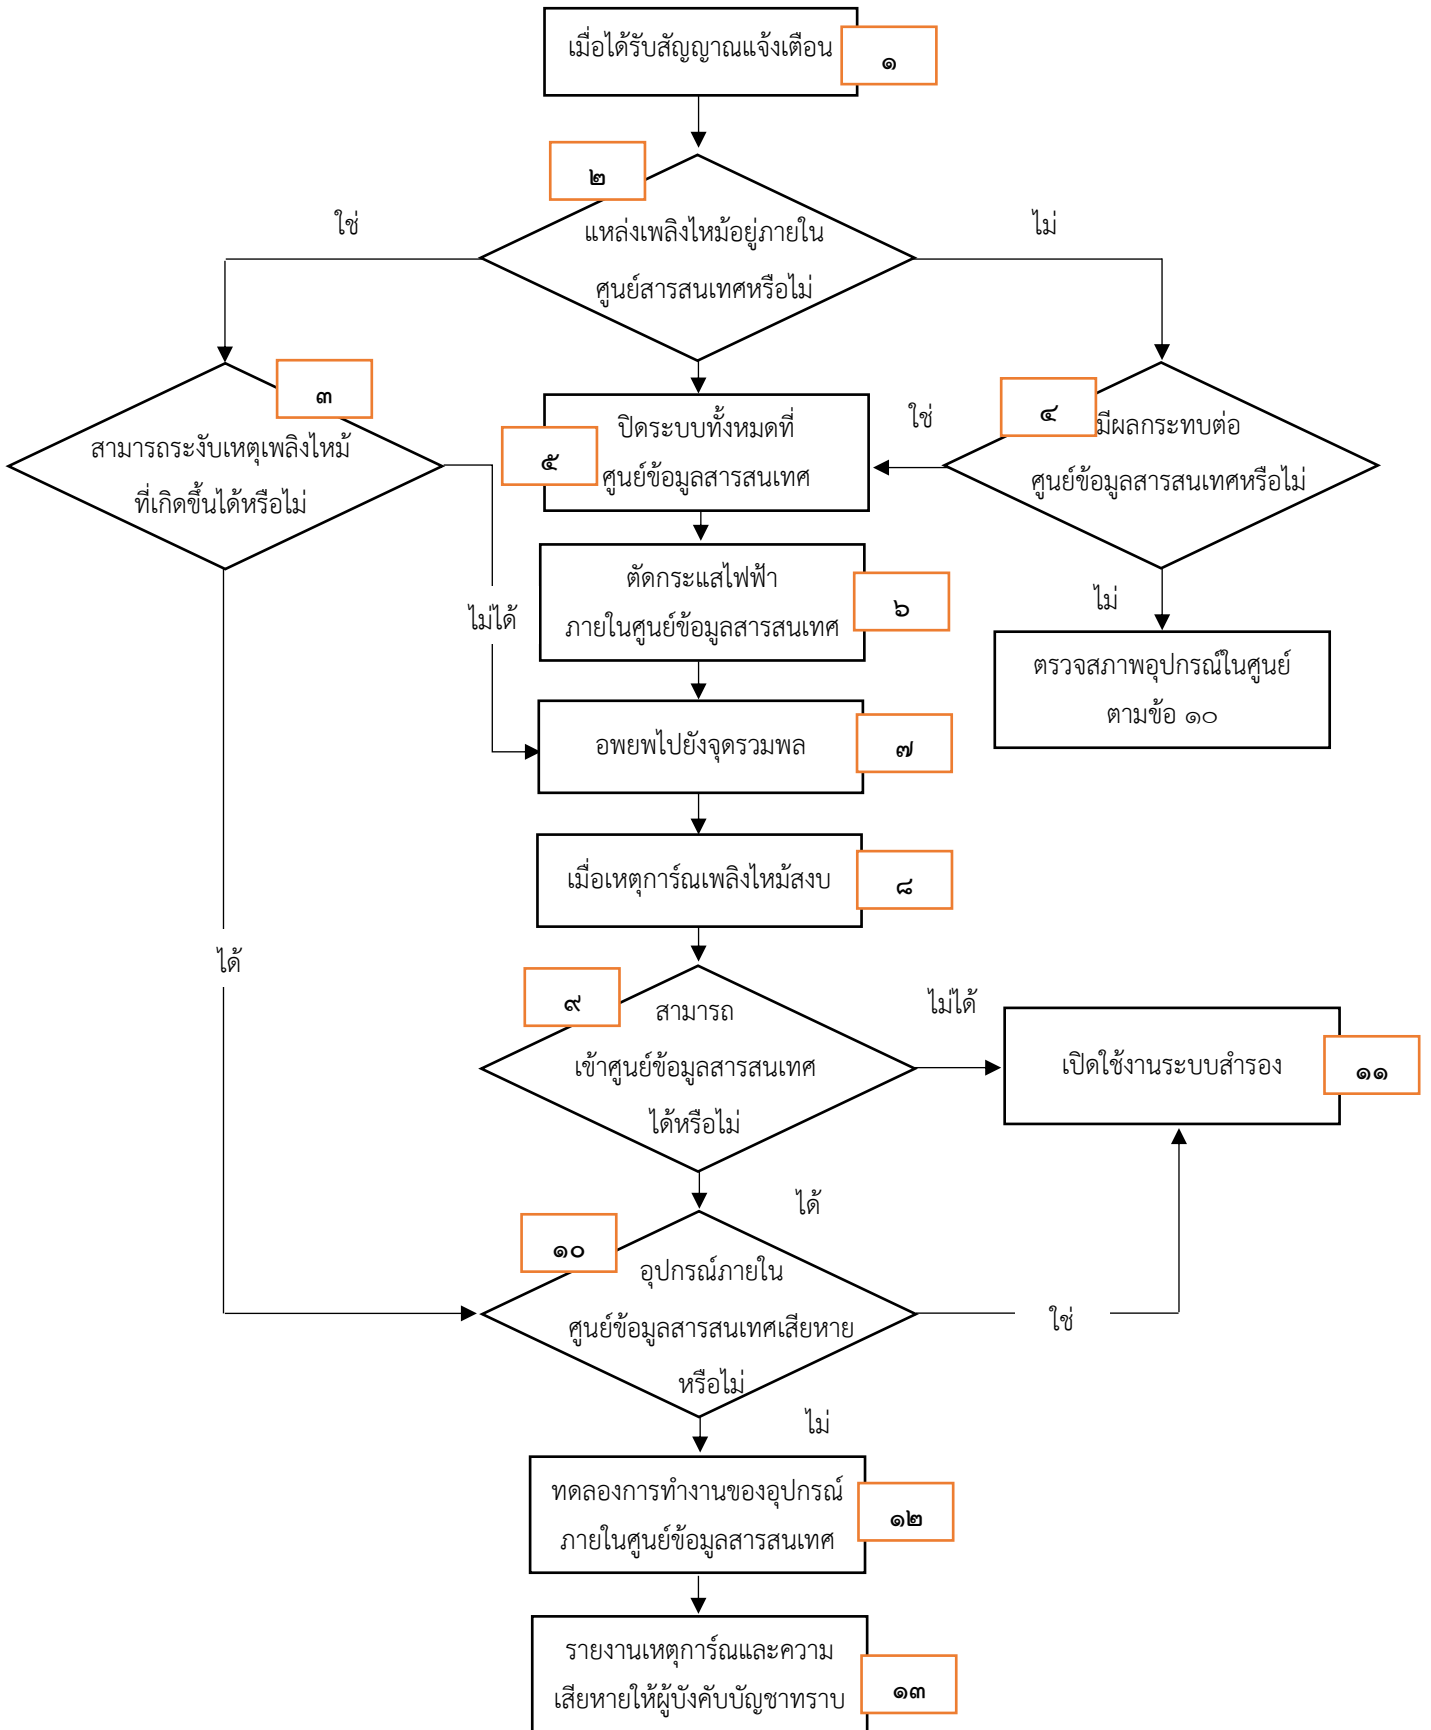 เมื่อได้รับสัญญาณแจ้งเตือน
๑
๒
แหล่งเพลิงไหม้อยู่ภายใน
ศูนย์สารสนเทศหรือไม่
ใช่
ไม่
๓
สามารถระงับเหตุเพลิงไหม้
ที่เกิดขึ้นได้หรือไม่
๕
ปิดระบบทั้งหมดที่
ศูนย์ข้อมูลสารสนเทศ
ใช่
๔
มีผลกระทบต่อ
ศูนย์ข้อมูลสารสนเทศหรือไม่
ไม่ได้
ตัดกระแสไฟฟ้า
ภายในศูนย์ข้อมูลสารสนเทศ
๖
ไม่
ตรวจสภาพอุปกรณ์ในศูนย์
ตามข้อ ๑๐
อพยพไปยังจุดรวมพล
๗
เมื่อเหตุการ์ณเพลิงไหม้สงบ
๘
ได้
๙
สามารถ
เข้าศูนย์ข้อมูลสารสนเทศ
ได้หรือไม่
ไม่ได้
เปิดใช้งานระบบสำรอง
๑๑
ได้
๑๐
อุปกรณ์ภายใน
ศูนย์ข้อมูลสารสนเทศเสียหาย
หรือไม่
ใช่
ไม่
ทดลองการทำงานของอุปกรณ์
ภายในศูนย์ข้อมูลสารสนเทศ
๑๒
รายงานเหตุการ์ณและความ
เสียหายให้ผู้บังคับบัญชาทราบ
๑๓